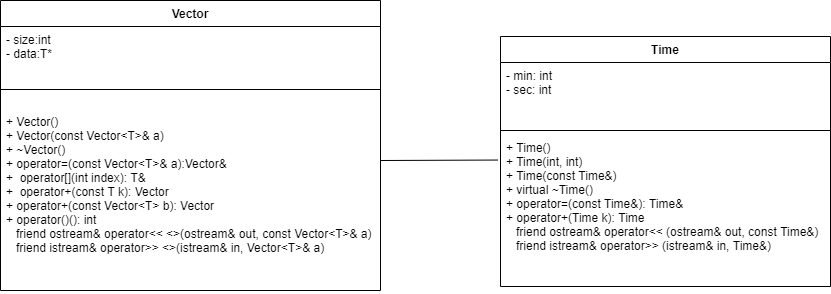 Vector
- size:int
- data:T*
+ Vector()
+ Vector(const Vector<T>& a)
+ ~Vector()
+ operator=(const Vector<T>& a):Vector&
+  operator[](int index): T&
+  operator+(const T k): Vector
+ operator+(const Vector<T> b): Vector
+ operator()(): int
friend ostream& operator<< <>(ostream& out, const Vector<T>& a)
friend istream& operator>> <>(istream& in, Vector<T>& a)
Time
- min: int
- sec: int
+ Time()
+ Time(int, int)
+ Time(const Time&)
+ virtual ~Time()
+ operator=(const Time&): Time&
+ operator+(Time k): Time
friend ostream& operator<< (ostream& out, const Time&)
friend istream& operator>> (istream& in, Time&)